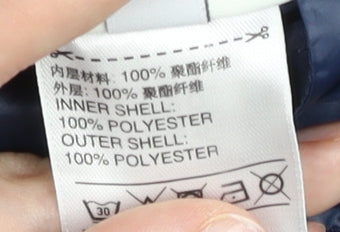 内层材料: 100% 聚酯纤维
外层: 100% 聚酯纤维
INNER SHELL:
100% POLYESTER
OUTER SHELL:
100% POLYESTER
30